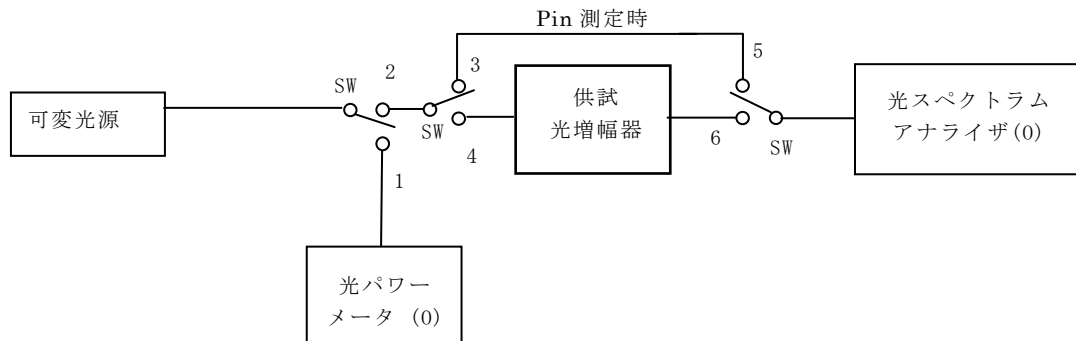 Pin 測定時
5
3
2
SW
可変光源
供試
光増幅器
光スペクトラム
アナライザ(0)
SW
4
6
SW
1
光パワー
メータ (0)